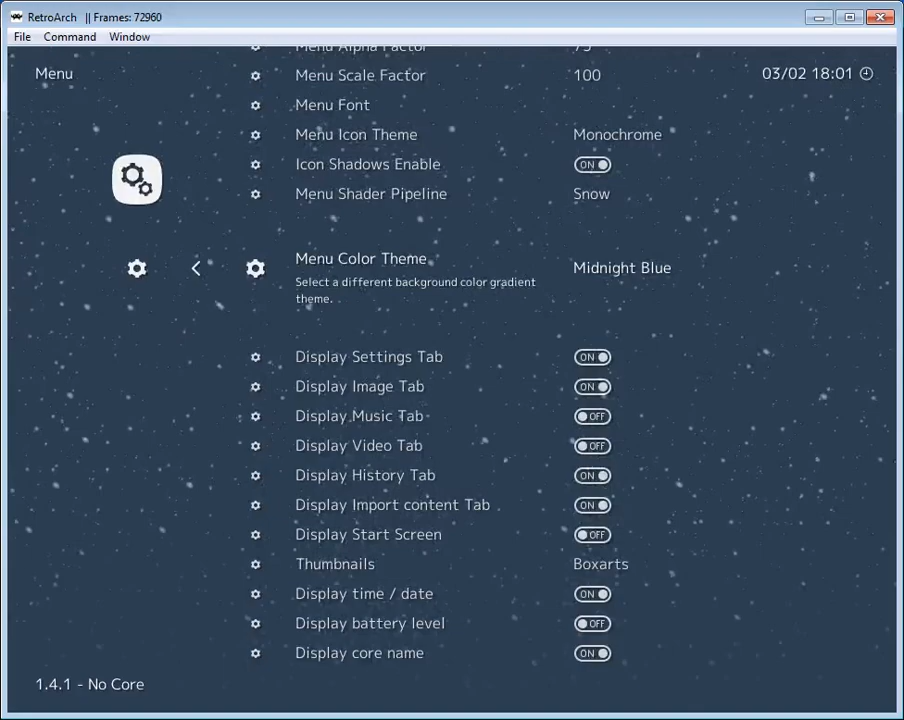 RetroArch || Frames: 72960
File Command Window
Menu Alpha Factor 75
Menu 03/02 18:01
Menu Scale Factor 100
Menu Font
Menu Icon Theme Monochrome
Icon Shadows Enable ON
Menu Shader Pipeline Snow
Menu Color Theme Midnight Blue
Select a different background color gradient
theme.
Display Settings Tab ON
Display Image Tab ON
Display Music Tab OFF
Display Video Tab OFF
Display History Tab ON
Display Import content Tab ON
Display Start Screen OFF
Thumbnails Boxarts
Display time / date ON
Display battery level OFF
Display core name ON
1.4.1 - No Core